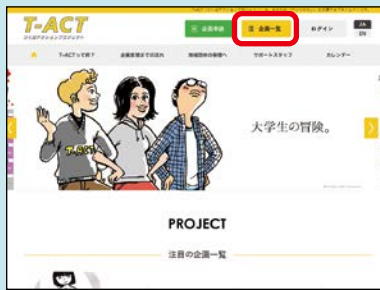 T-ACT
つくばアクションプロジェクト
企画申請
企画一覧
ログイン
JA
EN
T-ACTって何？
企画実現までの流れ
地域団体の皆様へ
サポートスタッフ
カレンダー
T-ACT
大学生の冒険。
PROJECT
注目の企画一覧